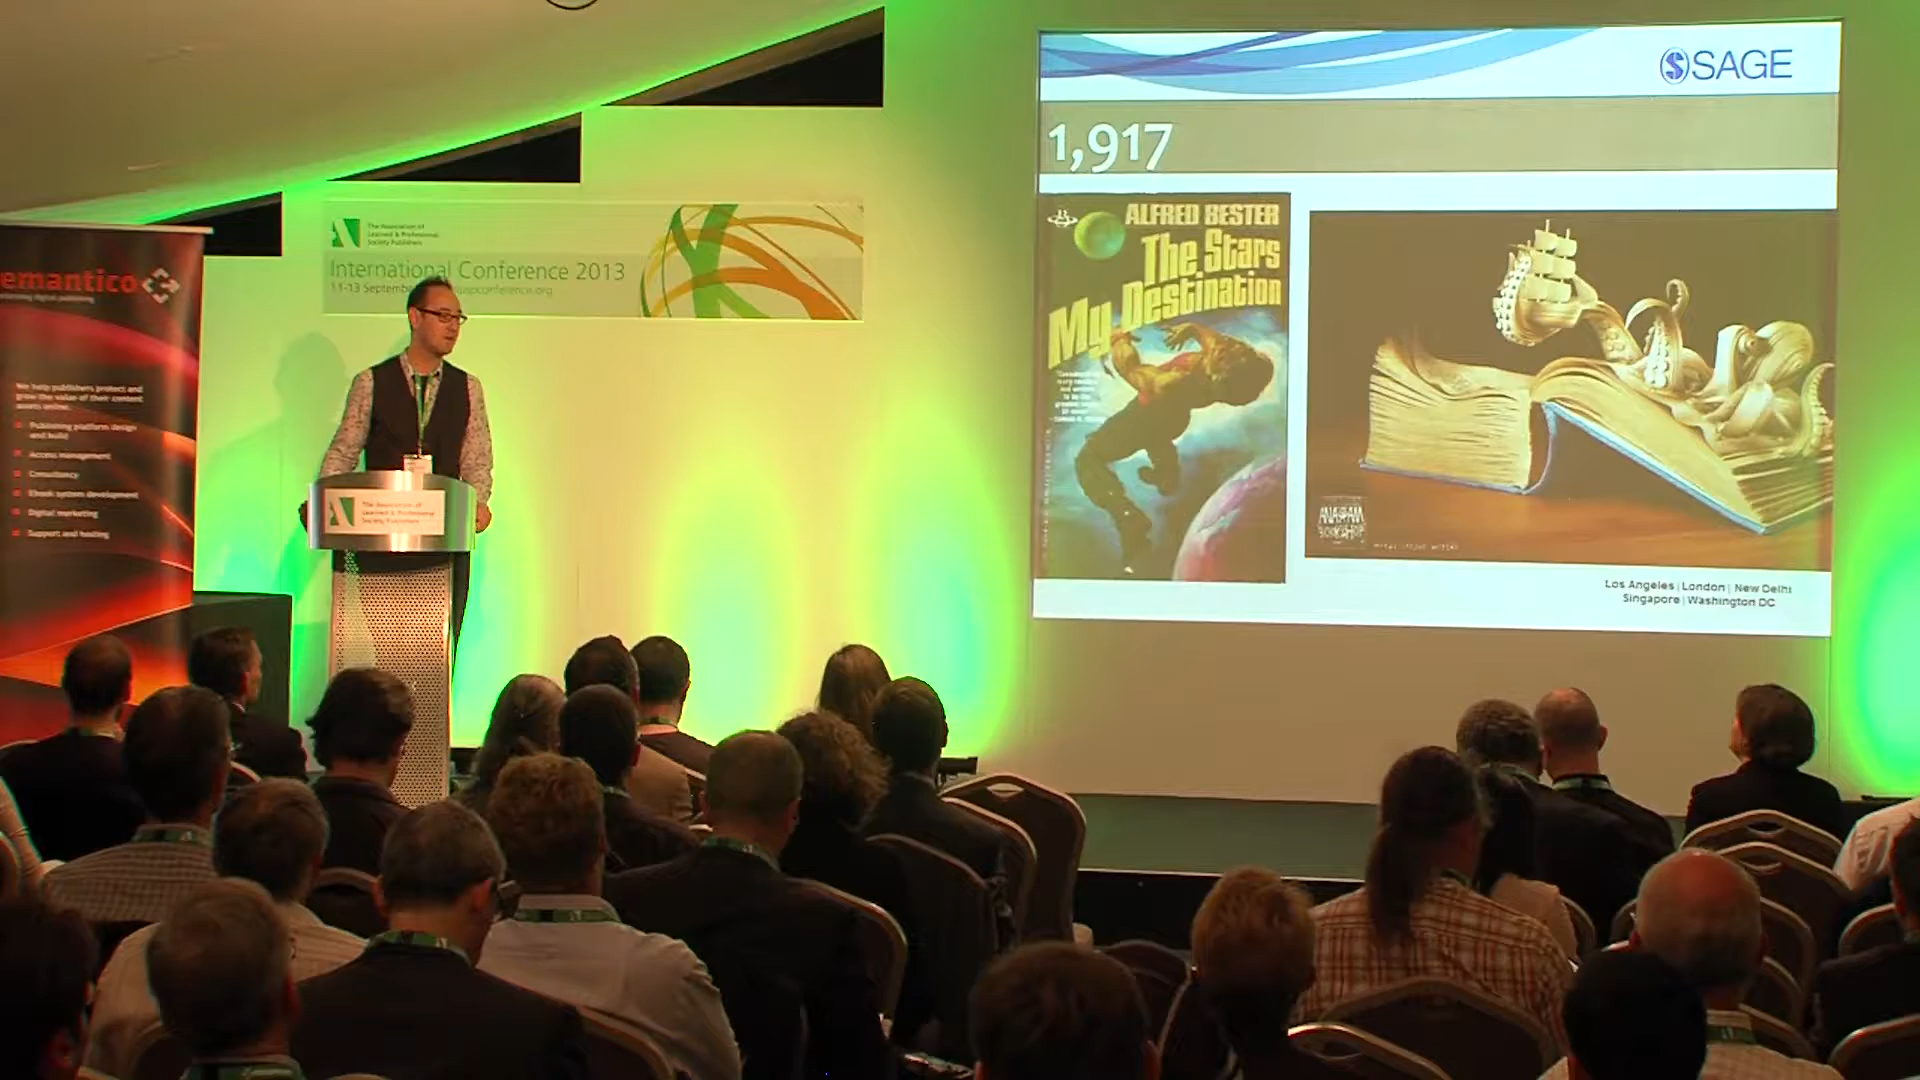 emantico
We help publishers protect and
grow the value of their content
assets online.
Publishing platform design
and build
Access management
Consultancy
Ebook system development
Digital marketing
Support and hosting
The Association of
Learned & Professional
Society Publishers
International Conference 2013
11-13 Septembe
The Association of
Learned & Professional
Society Publishers
SAGE
1,917
ALFRED BESTER
The Stars
My Destination
Los Angeles | London | New Delhi
Singapore | Washington DC